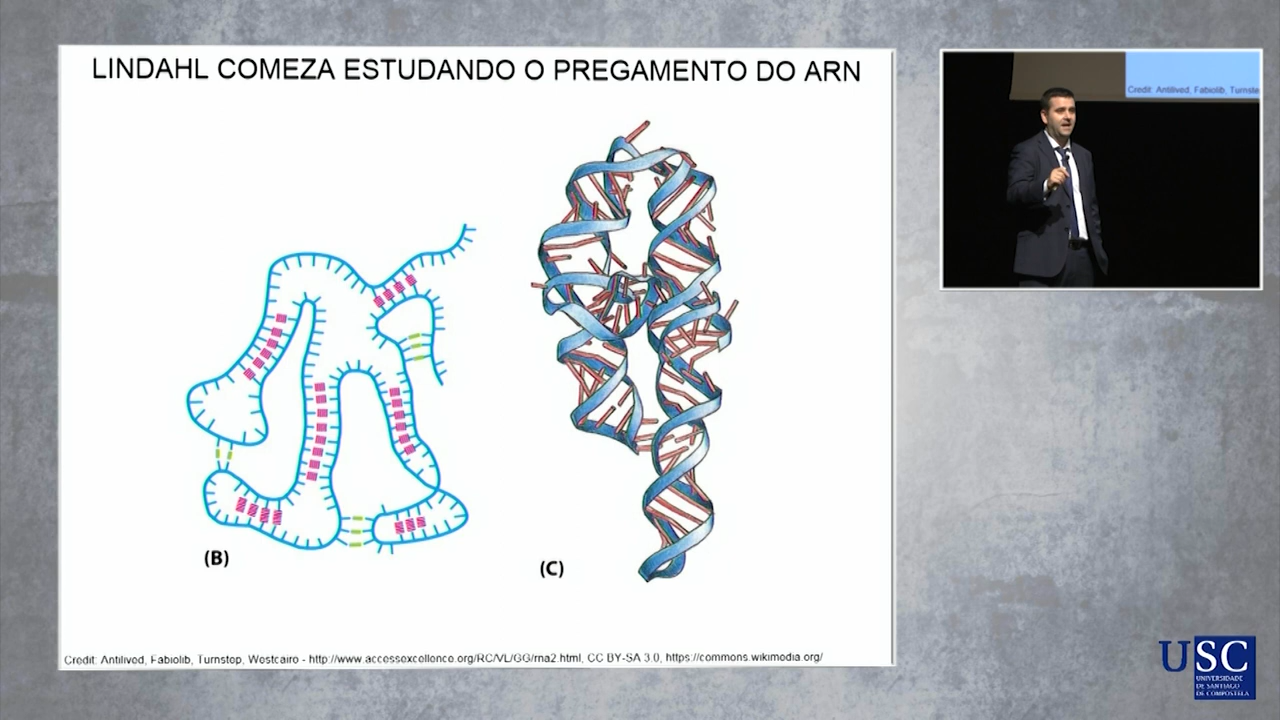 LINDAHL COMEZA ESTUDANDO O PREGAMENTO DO ARN
Credit: Antilived, Fabiolib, Turnste
(B)
(C)
Credit: Antilived, Fabiolib, Turnstep, Westcairo - http://www.accessexcellence.org/RC/VL/GG/rna2.html, CC BY-SA 3.0, https://commons.wikimedia.org/
USC
UNIVERSIDADE
DE SANTIAGO
DE COMPOSTELA